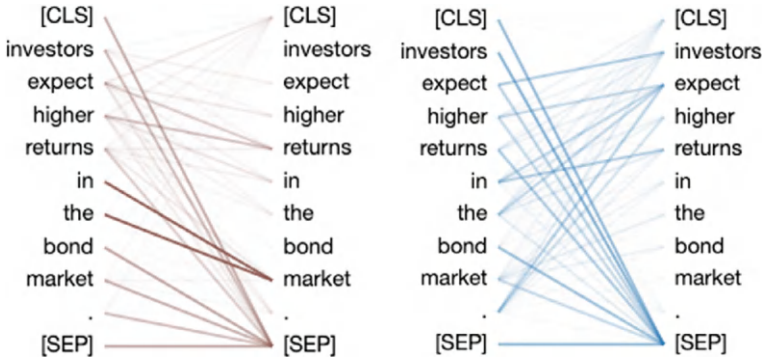 [CLS] [CLS] [CLS] [CLS]
investors investors investors investors
expect expect expect expect
higher higher higher higher
returns returns returns returns
in in in in
the the the the
bond bond bond bond
market market market market
. . . .
[SEP] [SEP] [SEP] [SEP]